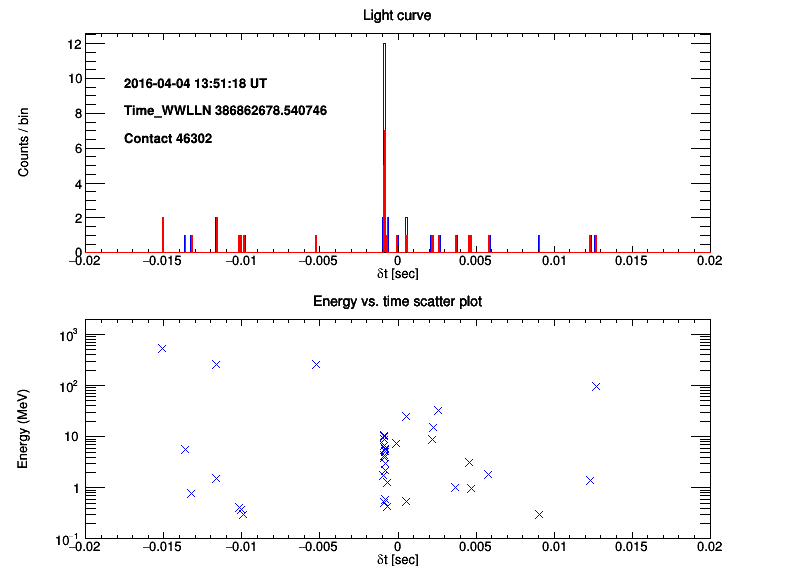 Light curve
Counts / bin
12
10
8
6
4
2
0
2016-04-04 13:51:18 UT
Time_WWLLN 386862678.540746
Contact 46302
−0.02 −0.015 −0.01 −0.005 0 0.005 0.01 0.015 0.02
δt [sec]
Energy vs. time scatter plot
Energy (MeV)
10³
10²
10
1
10⁻¹
−0.02 −0.015 −0.01 −0.005 0 0.005 0.01 0.015 0.02
δt [sec]